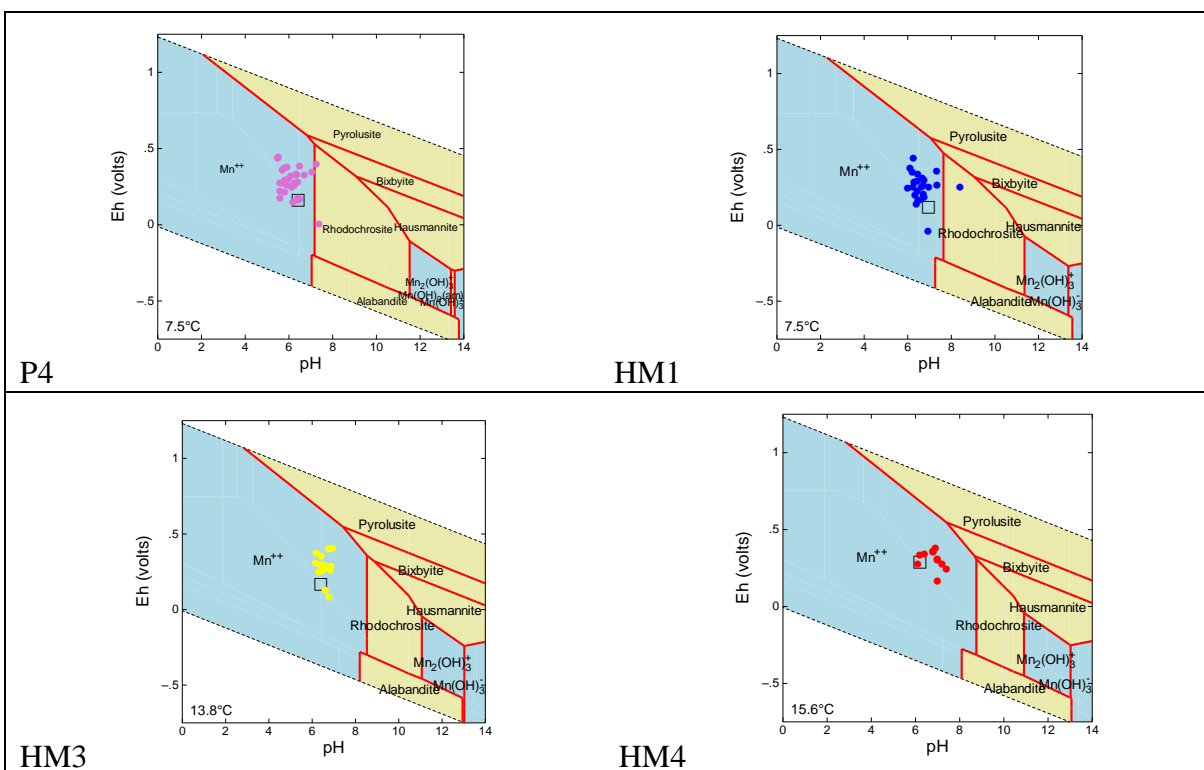 1
.5
0
–.5
Eh (volts)
Pyrolusite
Mn++
Bixbyite
Rhodochrosite
Hausmannite
Mn2(OH)3+
Mn(OH)2(am)
Alabandite
Mn(OH)3-
7.5°C
0 2 4 6 8 10 12 14
pH
P4
1
.5
0
–.5
Eh (volts)
Pyrolusite
Mn++
Bixbyite
Rhodochrosite
Hausmannite
Mn2(OH)3+
Alabandite
Mn(OH)3-
7.5°C
0 2 4 6 8 10 12 14
pH
HM1
1
.5
0
–.5
Eh (volts)
Pyrolusite
Mn++
Bixbyite
Hausmannite
Rhodochrosite
Mn2(OH)3+
Mn(OH)3-
Alabandite
13.8°C
0 2 4 6 8 10 12 14
pH
HM3
1
.5
0
–.5
Eh (volts)
Pyrolusite
Mn++
Bixbyite
Hausmannite
Rhodochrosite
Mn2(OH)3+
Mn(OH)3-
Alabandite
15.6°C
0 2 4 6 8 10 12 14
pH
HM4